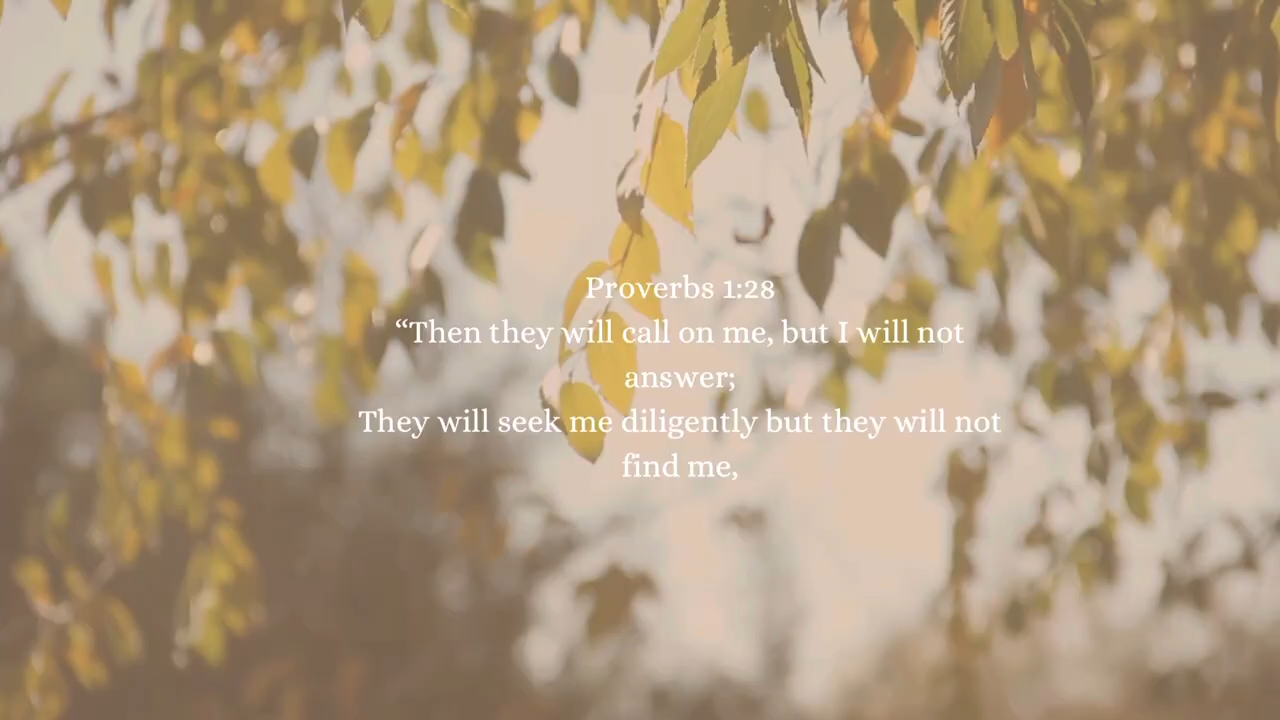 Proverbs 1:28
“Then they will call on me, but I will not
answer;
They will seek me diligently but they will not
find me,